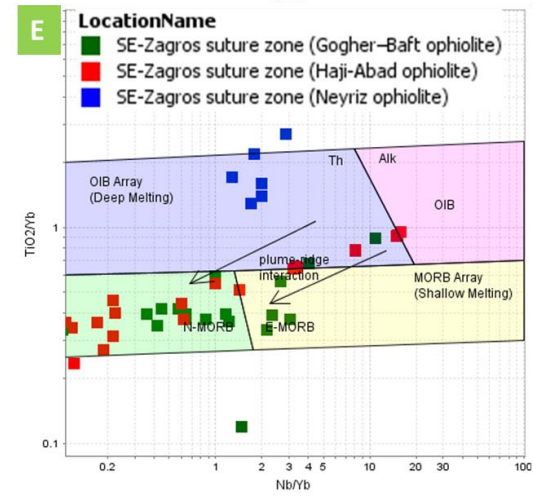 E
LocationName
SE-Zagros suture zone (Gogher–Baft ophiolite)
SE-Zagros suture zone (Haji-Abad ophiolite)
SE-Zagros suture zone (Neyriz ophiolite)
Th
Alk
OIB Array
(Deep Melting)
OIB
TiO2/Yb
1
plume-ridge
interaction
MORB Array
(Shallow Melting)
N-MORB
E-MORB
0.1
0.2
1
2
3
4
5
10
20
30
100
Nb/Yb